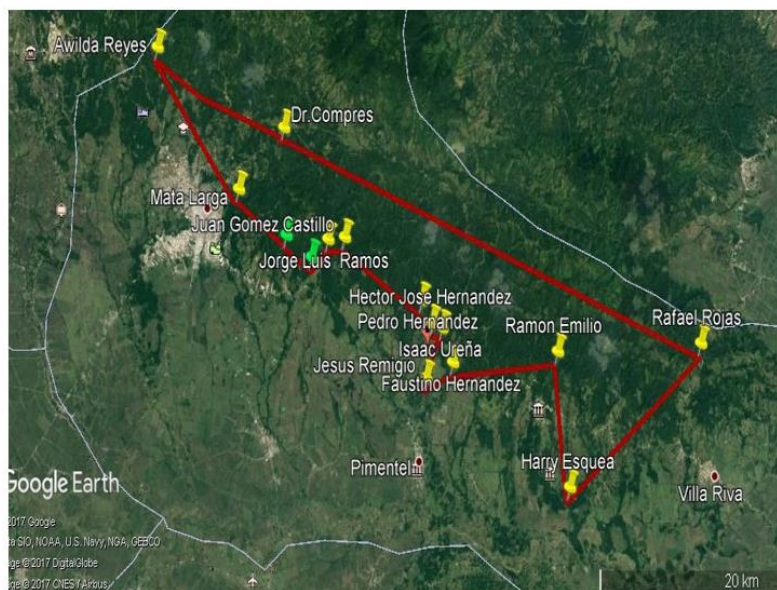 Awilda Reyes
Dr.Compres
Mata Larga
Juan Gomez Castillo
Jorge Luis Ramos
Hector Jose Hernandez
Pedro Hernandez
Ramon Emilio
Rafael Rojas
Isaac Ureña
Jesus Remigio
Faustino Hernandez
Pimentel
Harry Esquea
Villa Riva
Google Earth
2017 Google
SIO, NOAA, U.S. Navy, NGA, GEBCO
© 2017 DigitalGlobe
© 2017 CNES / Airbus
20 km